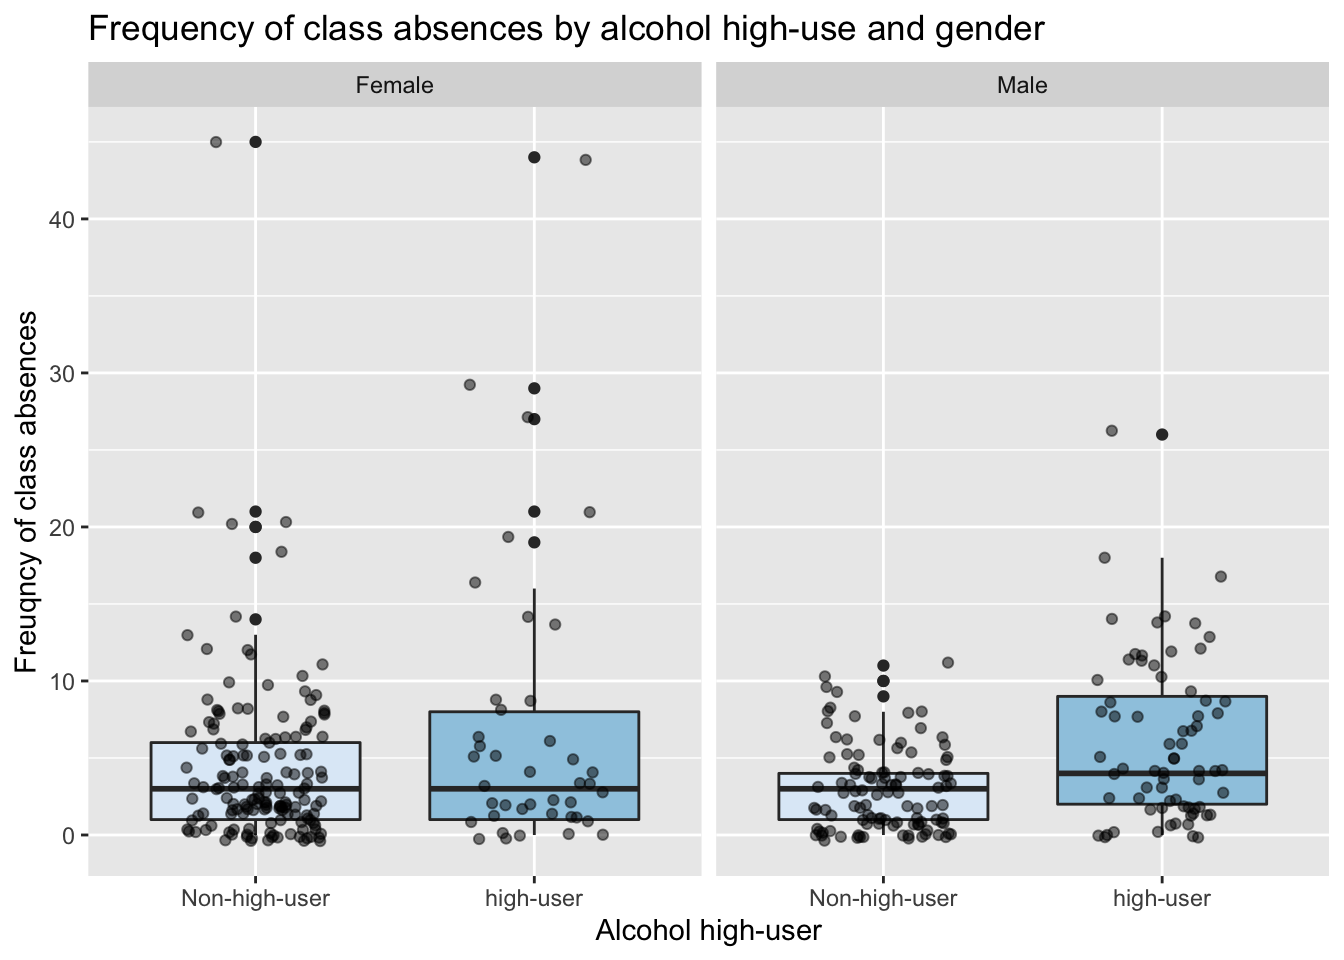 Frequency of class absences by alcohol high-use and gender
Female
Male
Freuqncy of class absences
40
30
20
10
0
Non-high-user
high-user
Non-high-user
high-user
Alcohol high-user